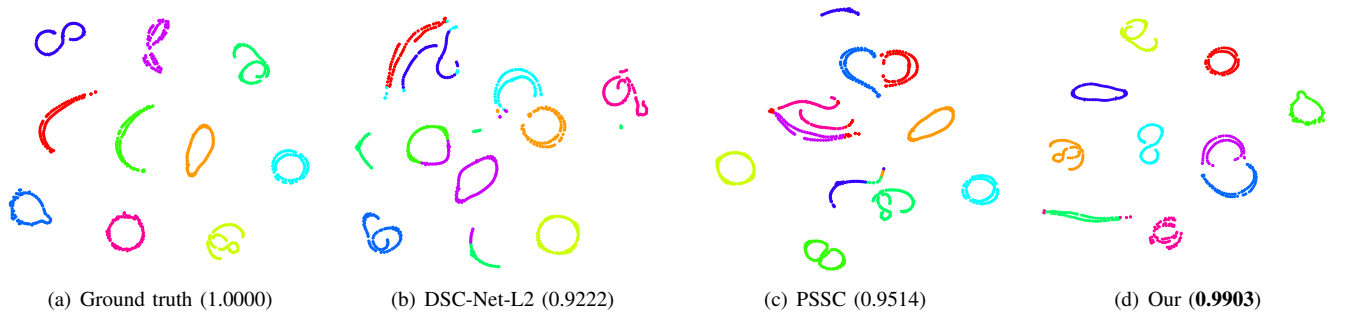 (a) Ground truth (1.0000)
(b) DSC-Net-L2 (0.9222)
(c) PSSC (0.9514)
(d) Our (0.9903)